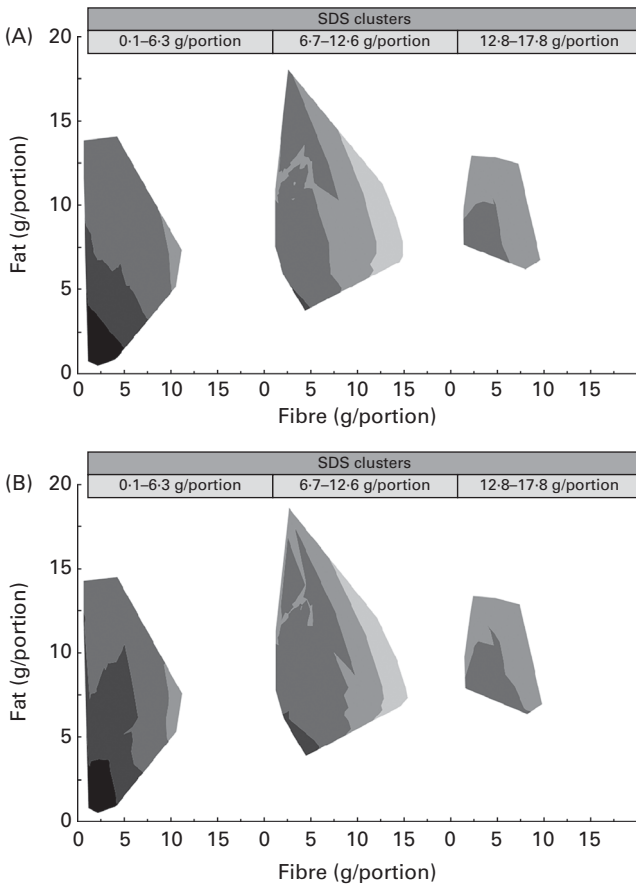 (A)
SDS clusters
0·1–6·3 g/portion 6·7–12·6 g/portion 12·8–17·8 g/portion
20
15
10
5
0
Fat (g/portion)
0 5 10 15 0 5 10 15 0 5 10 15
Fibre (g/portion)
(B)
SDS clusters
0·1–6·3 g/portion 6·7–12·6 g/portion 12·8–17·8 g/portion
20
15
10
5
0
Fat (g/portion)
0 5 10 15 0 5 10 15 0 5 10 15
Fibre (g/portion)